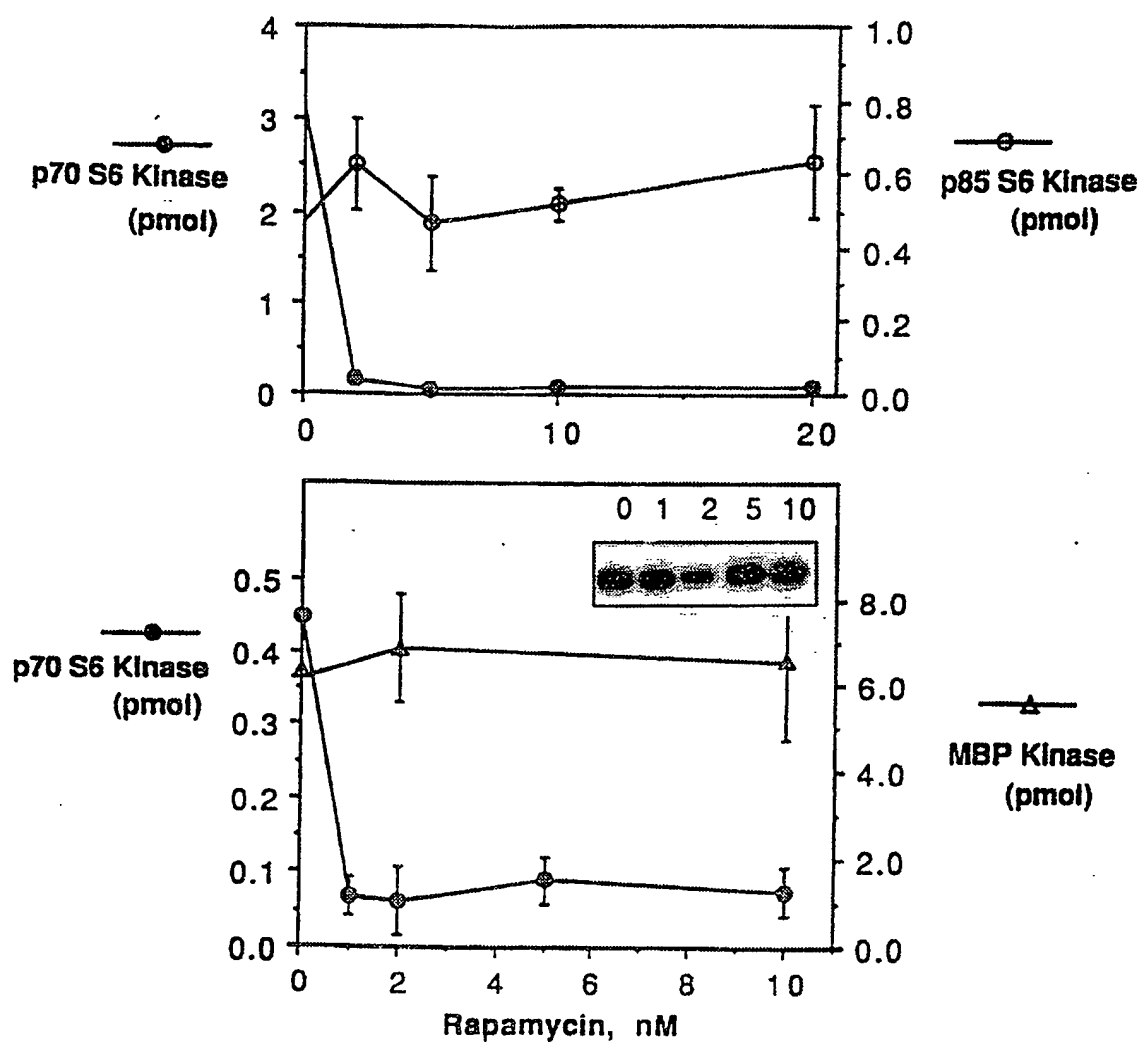 4
3
2
1
0
p70 S6 Kinase
(pmol)
1.0
0.8
0.6
0.4
0.2
0.0
p85 S6 Kinase
(pmol)
0 10 20
0 1 2 5 10
0.5
0.4
0.3
0.2
0.1
0.0
p70 S6 Kinase
(pmol)
8.0
6.0
4.0
2.0
0.0
MBP Kinase
(pmol)
0 2 4 6 8 10
Rapamycin, nM